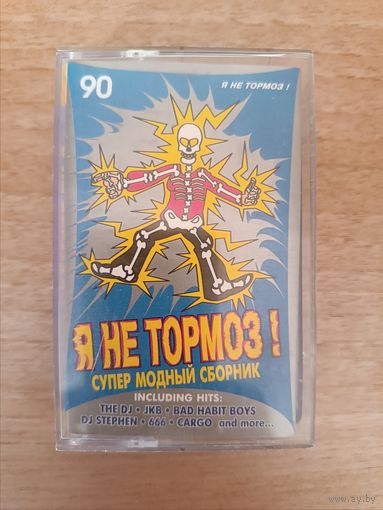 90
Я НЕ ТОРМОЗ !
Я НЕ ТОРМОЗ !
СУПЕР МОДНЫЙ СБОРНИК
INCLUDING HITS:
THE DJ • JKB • BAD HABIT BOYS
DJ STEPHEN • 666 • CARGO and more...
www.ay.by